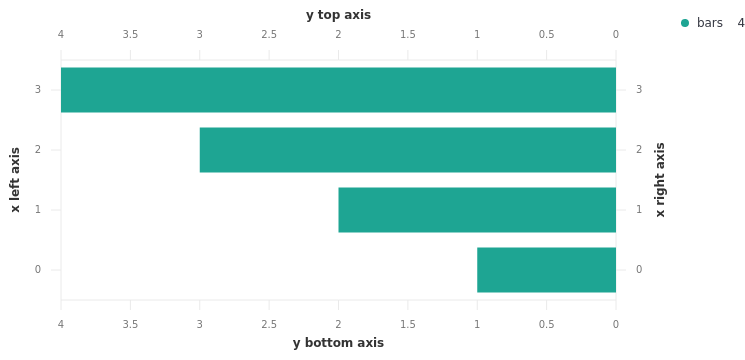 y top axis
bars 4
4 3.5 3 2.5 2 1.5 1 0.5 0
3 3
2 2
x left axis
x right axis
1 1
0 0
4 3.5 3 2.5 2 1.5 1 0.5 0
y bottom axis